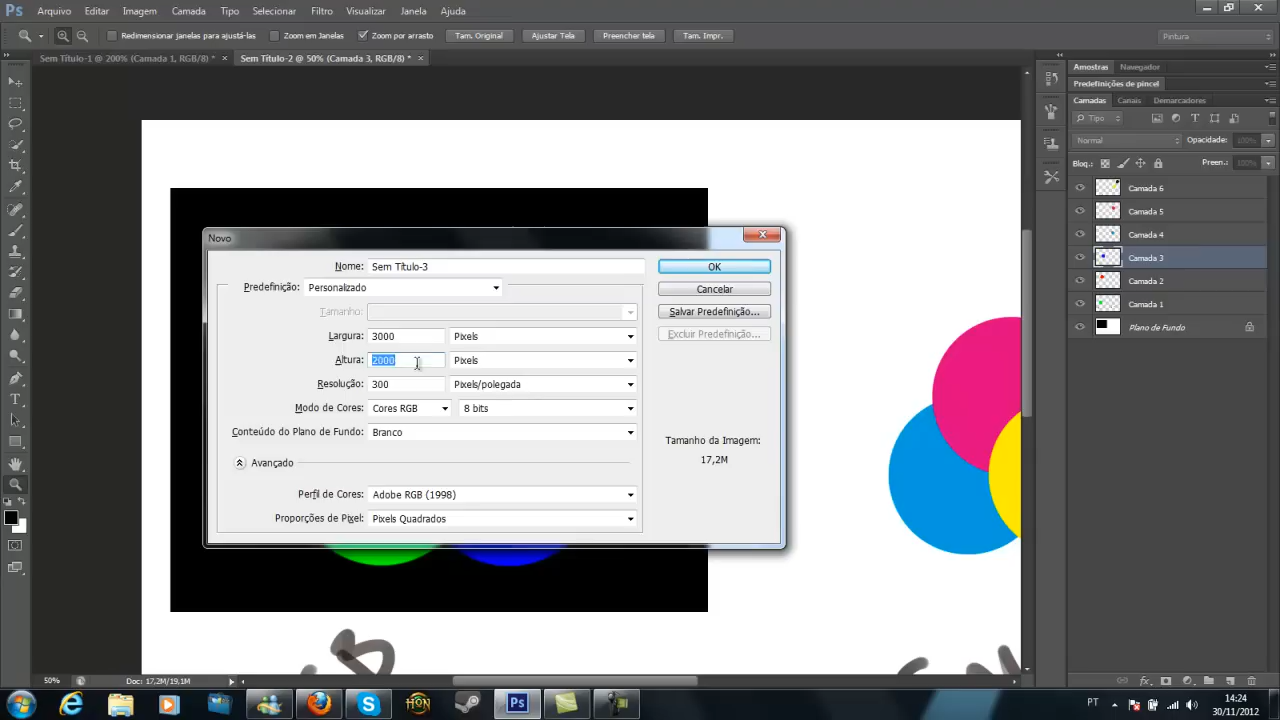 Ps Arquivo Editar Imagem Camada Tipo Selecionar Filtro Visualizar Janela Ajuda
Redimensionar janelas para ajustá-las Zoom em Janelas Zoom por arrasto Tam. Original Ajustar Tela Preencher tela Tam. Impr. Pintura
Sem Título-1 @ 200% (Camada 1, RGB/8) * × Sem Título-2 @ 50% (Camada 3, RGB/8) * ×
Amostras Navegador
Predefinições de pincel
Camadas Canais Demarcadores
Tipo
Normal Opacidade: 100%
Bloq.: Preen.: 100%
Camada 6
Camada 5
Camada 4
Camada 3
Camada 2
Camada 1
Plano de Fundo
Novo
Nome: Sem Título-3 OK
Predefinição: Personalizado Cancelar
Tamanho: Salvar Predefinição...
Largura: 3000 Pixels Excluir Predefinição...
Altura: 2000 Pixels
Resolução: 300 Pixels/polegada
Modo de Cores: Cores RGB 8 bits
Conteúdo do Plano de Fundo: Branco
Tamanho da Imagem:
17,2M
Avançado
Perfil de Cores: Adobe RGB (1998)
Proporções de Pixel: Pixels Quadrados
50% Doc: 17,2M/19,1M
HON Ps PT 14:24
30/11/2012